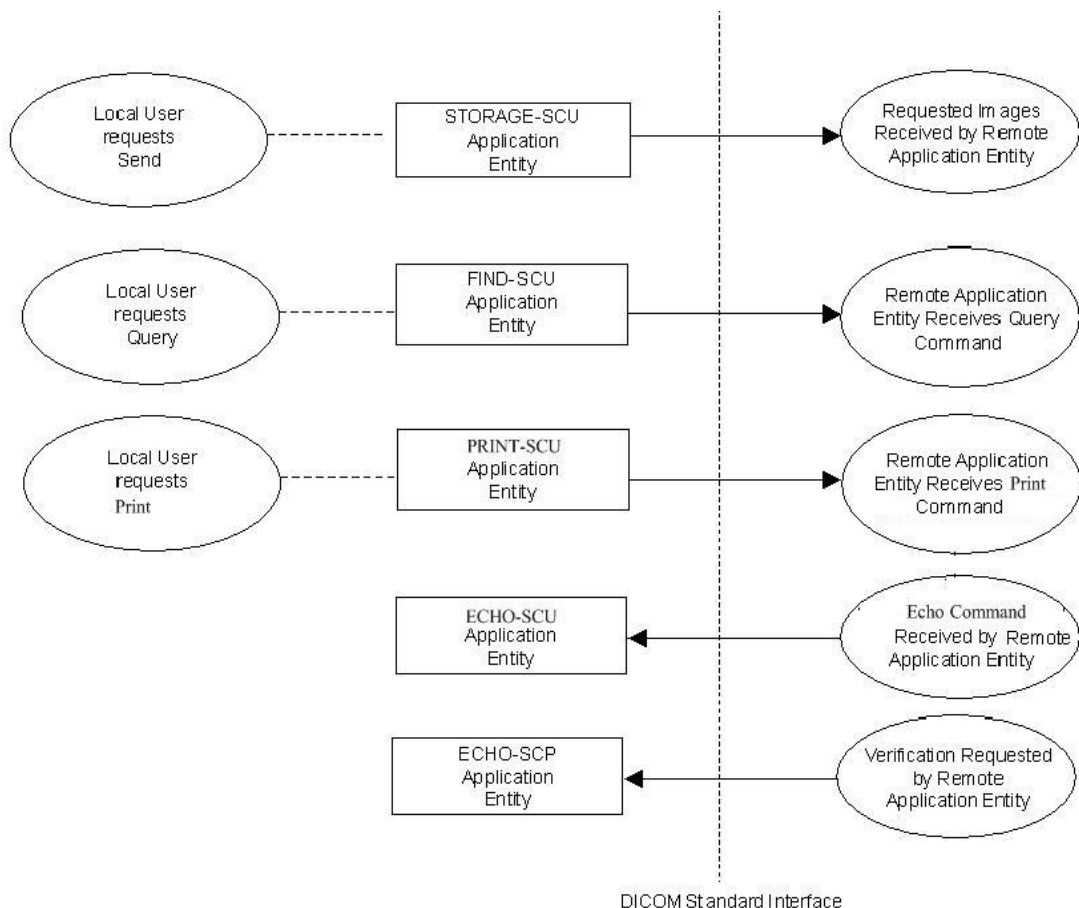 Local User
requests
Send
STORAGE-SCU
Application
Entity
Requested Images
Received by Remote
Application Entity
Local User
requests
Query
FIND-SCU
Application
Entity
Remote Application
Entity Receives Query
Command
Local User
requests
Print
PRINT-SCU
Application
Entity
Remote Application
Entity Receives Print
Command
ECHO-SCU
Application
Entity
Echo Command
Received by Remote
Application Entity
ECHO-SCP
Application
Entity
Verification Requested
by Remote
Application Entity
DICOM Standard Interface